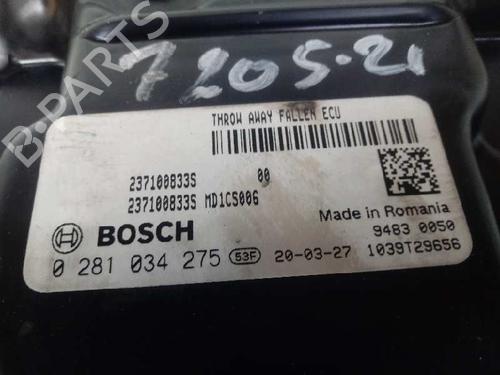 7205.21
THROW AWAY FALLEN ECU
237100833S 00
237100833S MD1CS006
Made in Romania
BOSCH
9483 0050
0 281 034 275 53F 20-03-27 1039T29656
B-PARTS